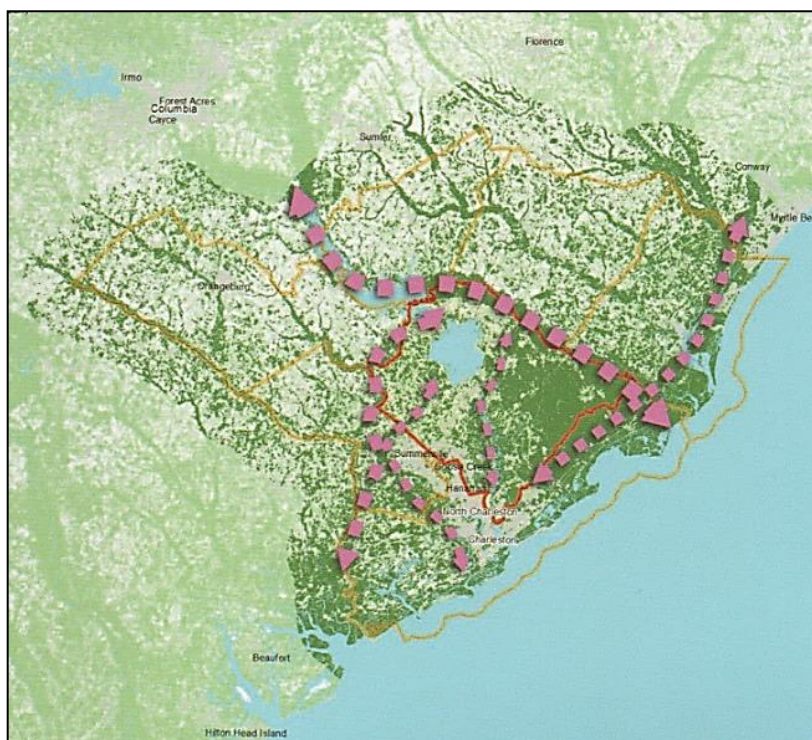 Florence
Irmo
Forest Acres
Columbia
Cayce
Sumter
Conway
Myrtle Be
Orangeburg
Summerville
Goose Creek
Hanahan
North Charleston
Charleston
Beaufort
Hilton Head Island